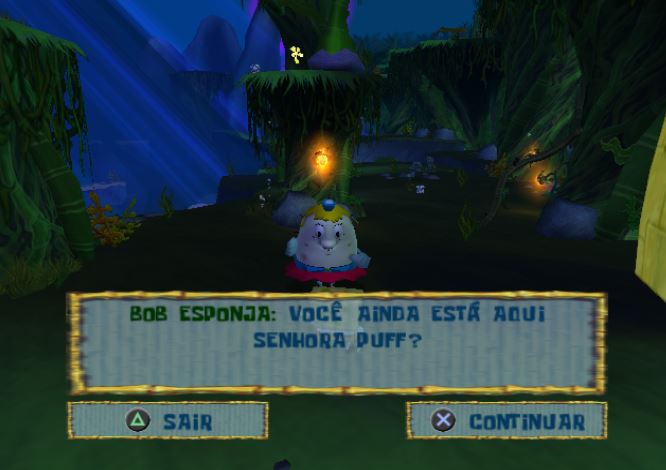 BOB ESPONJA: VOCÊ AINDA ESTÁ AQUI
SENHORA PUFF?
SAIR
CONTINUAR